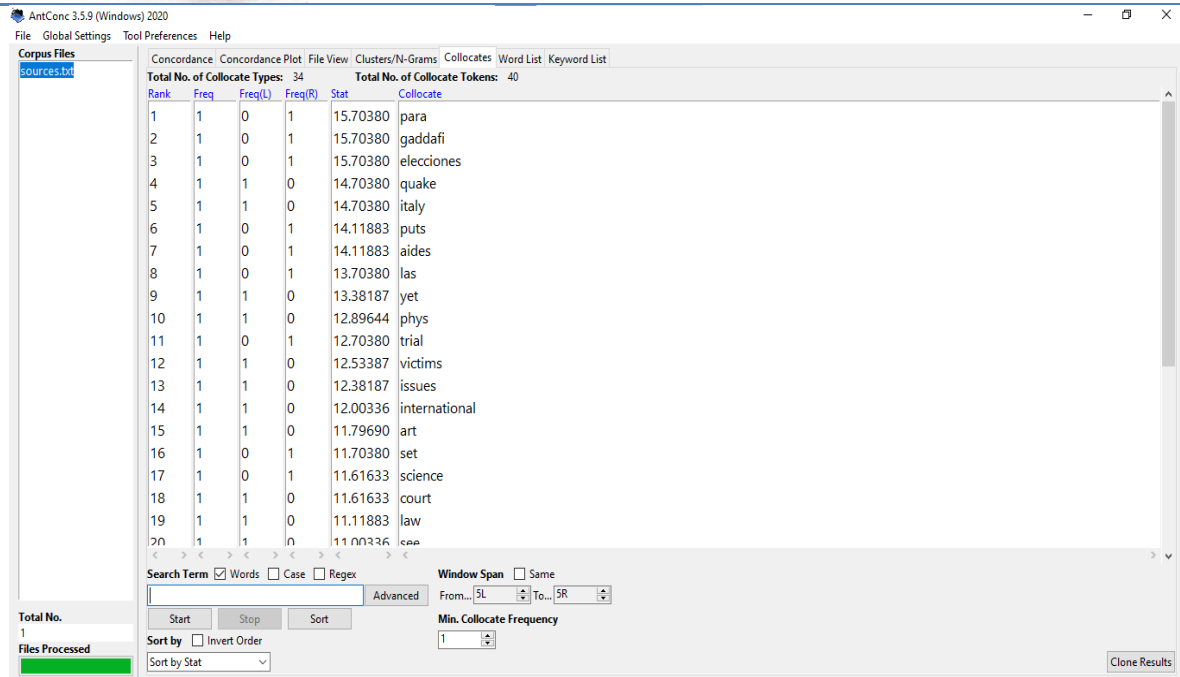 AntConc 3.5.9 (Windows) 2020
File Global Settings Tool Preferences Help
Corpus Files
sources.txt
Concordance Concordance Plot File View Clusters/N-Grams Collocates Word List Keyword List
Total No. of Collocate Types: 34 Total No. of Collocate Tokens: 40
Rank Freq Freq(L) Freq(R) Stat Collocate
1 1 0 1 15.70380 para
2 1 0 1 15.70380 gaddafi
3 1 0 1 15.70380 elecciones
4 1 1 0 14.70380 quake
5 1 1 0 14.70380 italy
6 1 0 1 14.11883 puts
7 1 0 1 14.11883 aides
8 1 0 1 13.70380 las
9 1 1 0 13.38187 yet
10 1 1 0 12.89644 phys
11 1 0 1 12.70380 trial
12 1 1 0 12.53387 victims
13 1 1 0 12.38187 issues
14 1 1 0 12.00336 international
15 1 1 0 11.79690 art
16 1 0 1 11.70380 set
17 1 0 1 11.61633 science
18 1 1 0 11.61633 court
19 1 1 0 11.11883 law
20 1 1 0 11.00336 see
Search Term Words Case Regex Window Span Same
Advanced From... 5L To... 5R
Start Stop Sort Min. Collocate Frequency
1
Sort by Invert Order
Sort by Stat
Total No.
1
Files Processed
Clone Results